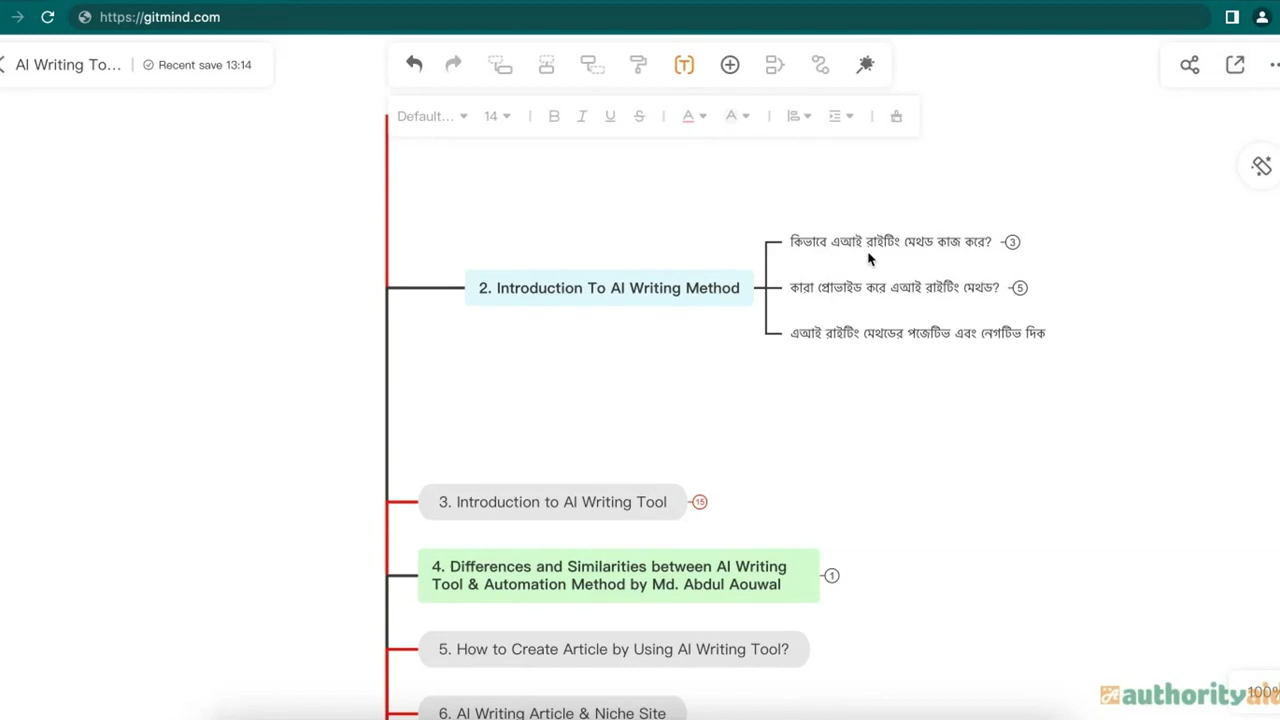 https://gitmind.com
AI Writing To...
Recent save 13:14
Default...
14
B I U S
A A
কিভাবে এআই রাইটিং মেথড কাজ করে? 3
2. Introduction To AI Writing Method
কারা প্রোভাইড করে এআই রাইটিং মেথড? 5
এআই রাইটিং মেথডের পজেটিভ এবং নেগটিভ দিক
3. Introduction to AI Writing Tool 15
4. Differences and Similarities between AI Writing
Tool & Automation Method by Md. Abdul Aouwal 1
5. How to Create Article by Using AI Writing Tool?
6. AI Writing Article & Niche Site
authority
100%